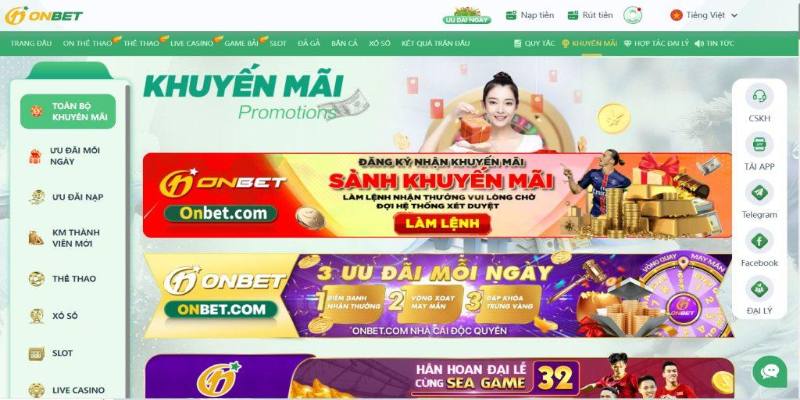 ONBET
ƯU ĐÃI NGAY
Nạp tiền
Rút tiền
Tiếng Việt
TRANG ĐẦU
ON THỂ THAO
THỂ THAO
LIVE CASINO
GAME BÀI
SLOT
ĐÁ GÀ
BẮN CÁ
XỔ SỐ
KẾT QUẢ TRẬN ĐẤU
QUY TẮC
KHUYẾN MÃI
HỢP TÁC ĐẠI LÝ
TIN TỨC
TOÀN BỘ
KHUYẾN MÃI
ƯU ĐÃI MỖI
NGÀY
ƯU ĐÃI NẠP
KM THÀNH
VIÊN MỚI
THỂ THAO
XỔ SỐ
SLOT
LIVE CASINO
KHUYẾN MÃI
Promotions
ONBET
Onbet.com
ĐĂNG KÝ NHẬN KHUYẾN MÃI
SẢNH KHUYẾN MÃI
LÀM LỆNH NHẬN THƯỞNG VUI LÒNG CHỜ
ĐỢI HỆ THỐNG XÉT DUYỆT
LÀM LỆNH
ONBET
ONBET.COM
3 ƯU ĐÃI MỖI NGÀY
1 ĐIỂM DANH
NHẬN THƯỞNG
2 VÒNG XOAY
MAY MẮN
3 ĐẬP KHÓA
TRỨNG VÀNG
ONBET.COM NHÀ CÁI ĐỘC QUYỀN
VÒNG QUAY MAY MẮN
ONBET
HÂN HOAN ĐẠI LỄ
CÙNG SEA GAME 32
CSKH
TẢI APP
Telegram
Facebook
ĐẠI LÝ